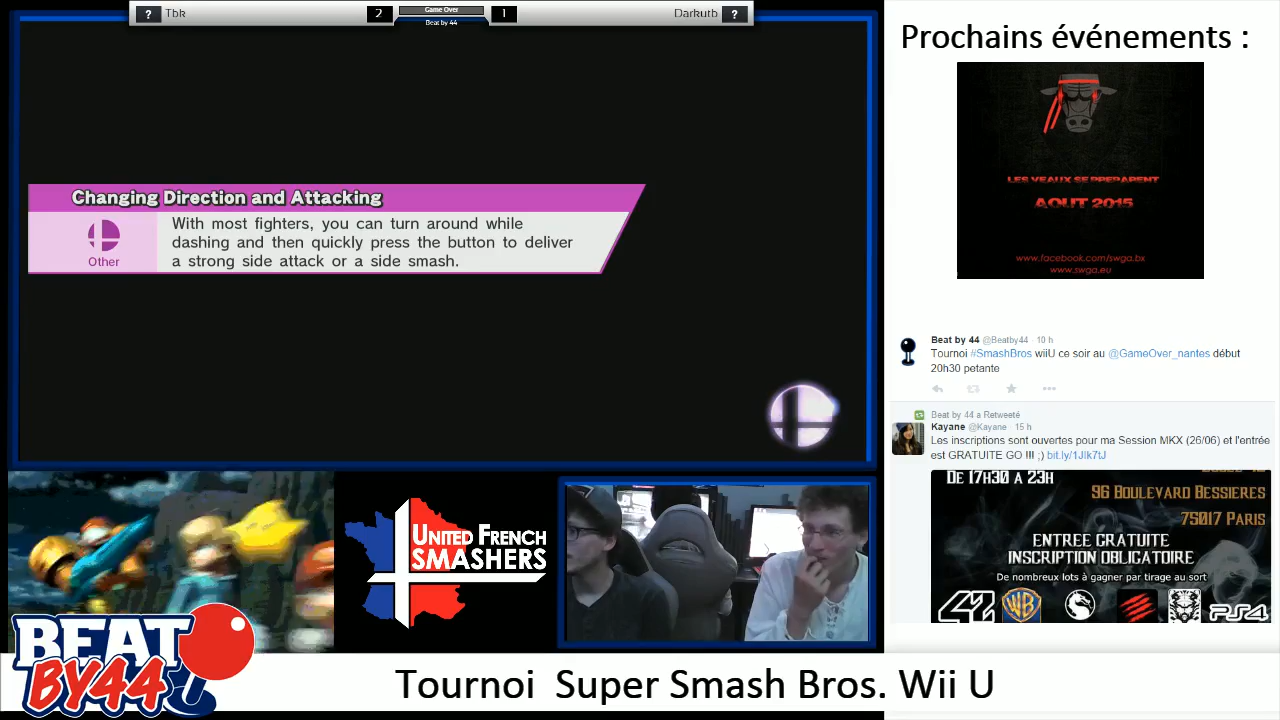 ?
Tbk
2
Game Over
Beat by 44
1
Darkutb
?
Prochains événements :
LES VEAUX SE PREPARENT
AOUT 2015
www.facebook.com/swga.bx
www.swga.eu
Changing Direction and Attacking
Other
With most fighters, you can turn around while
dashing and then quickly press the button to deliver
a strong side attack or a side smash.
Beat by 44 @Beatby44 · 10 h
Tournoi #SmashBros wiiU ce soir au @GameOver_nantes début
20h30 petante
Beat by 44 a Retweeté
Kayane @Kayane · 15 h
Les inscriptions sont ouvertes pour ma Session MKX (26/06) et l'entrée
est GRATUITE GO !!! ;) bit.ly/1Jlk7tJ
DE 17H30 A 23H
96 BOULEVARD BESSIERES
75017 PARIS
ENTREE GRATUITE
INSCRIPTION OBLIGATOIRE
De nombreux lots à gagner par tirage au sort
WB
PS4
UNITED FRENCH
SMASHERS
BEAT
BY44
U
Tournoi Super Smash Bros. Wii U